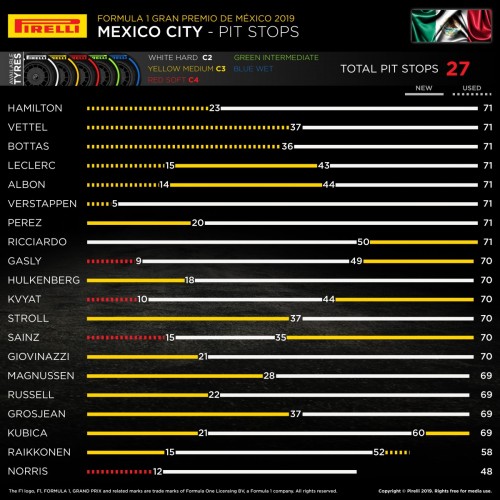 PIRELLI
FORMULA 1 GRAN PREMIO DE MÉXICO 2019
MEXICO CITY - PIT STOPS
AVAILABLE TYRES
WHITE HARD C2
GREEN INTERMEDIATE
YELLOW MEDIUM C3
BLUE WET
RED SOFT C4
TOTAL PIT STOPS 27
NEW USED
HAMILTON 23 71
VETTEL 37 71
BOTTAS 36 71
LECLERC 15 43 71
ALBON 14 44 71
VERSTAPPEN 5 71
PEREZ 20 71
RICCIARDO 50 71
GASLY 9 49 70
HULKENBERG 18 70
KVYAT 10 44 70
STROLL 37 70
SAINZ 15 35 70
GIOVINAZZI 21 70
MAGNUSSEN 28 69
RUSSELL 22 69
GROSJEAN 37 69
KUBICA 21 60 69
RAIKKONEN 15 52 58
NORRIS 12 48
The F1 logo, F1, FORMULA 1, GRAND PRIX and related marks are trade marks of Formula One Licensing BV, a Formula 1 company. All rights reserved.
Copyright © Pirelli 2019. Rights free for media use.